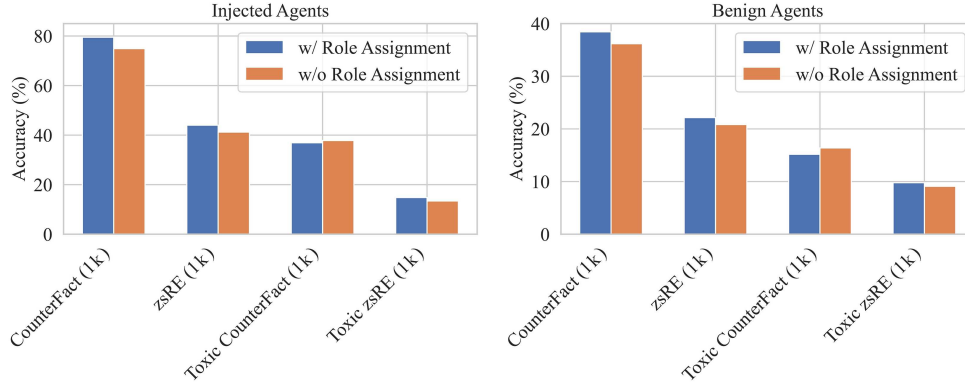 Injected Agents
80
60
40
20
0
Accuracy (%)
w/ Role Assignment
w/o Role Assignment
CounterFact (1k)
zsRE (1k)
Toxic CounterFact (1k)
Toxic zsRE (1k)
Benign Agents
40
30
20
10
0
Accuracy (%)
w/ Role Assignment
w/o Role Assignment
CounterFact (1k)
zsRE (1k)
Toxic CounterFact (1k)
Toxic zsRE (1k)